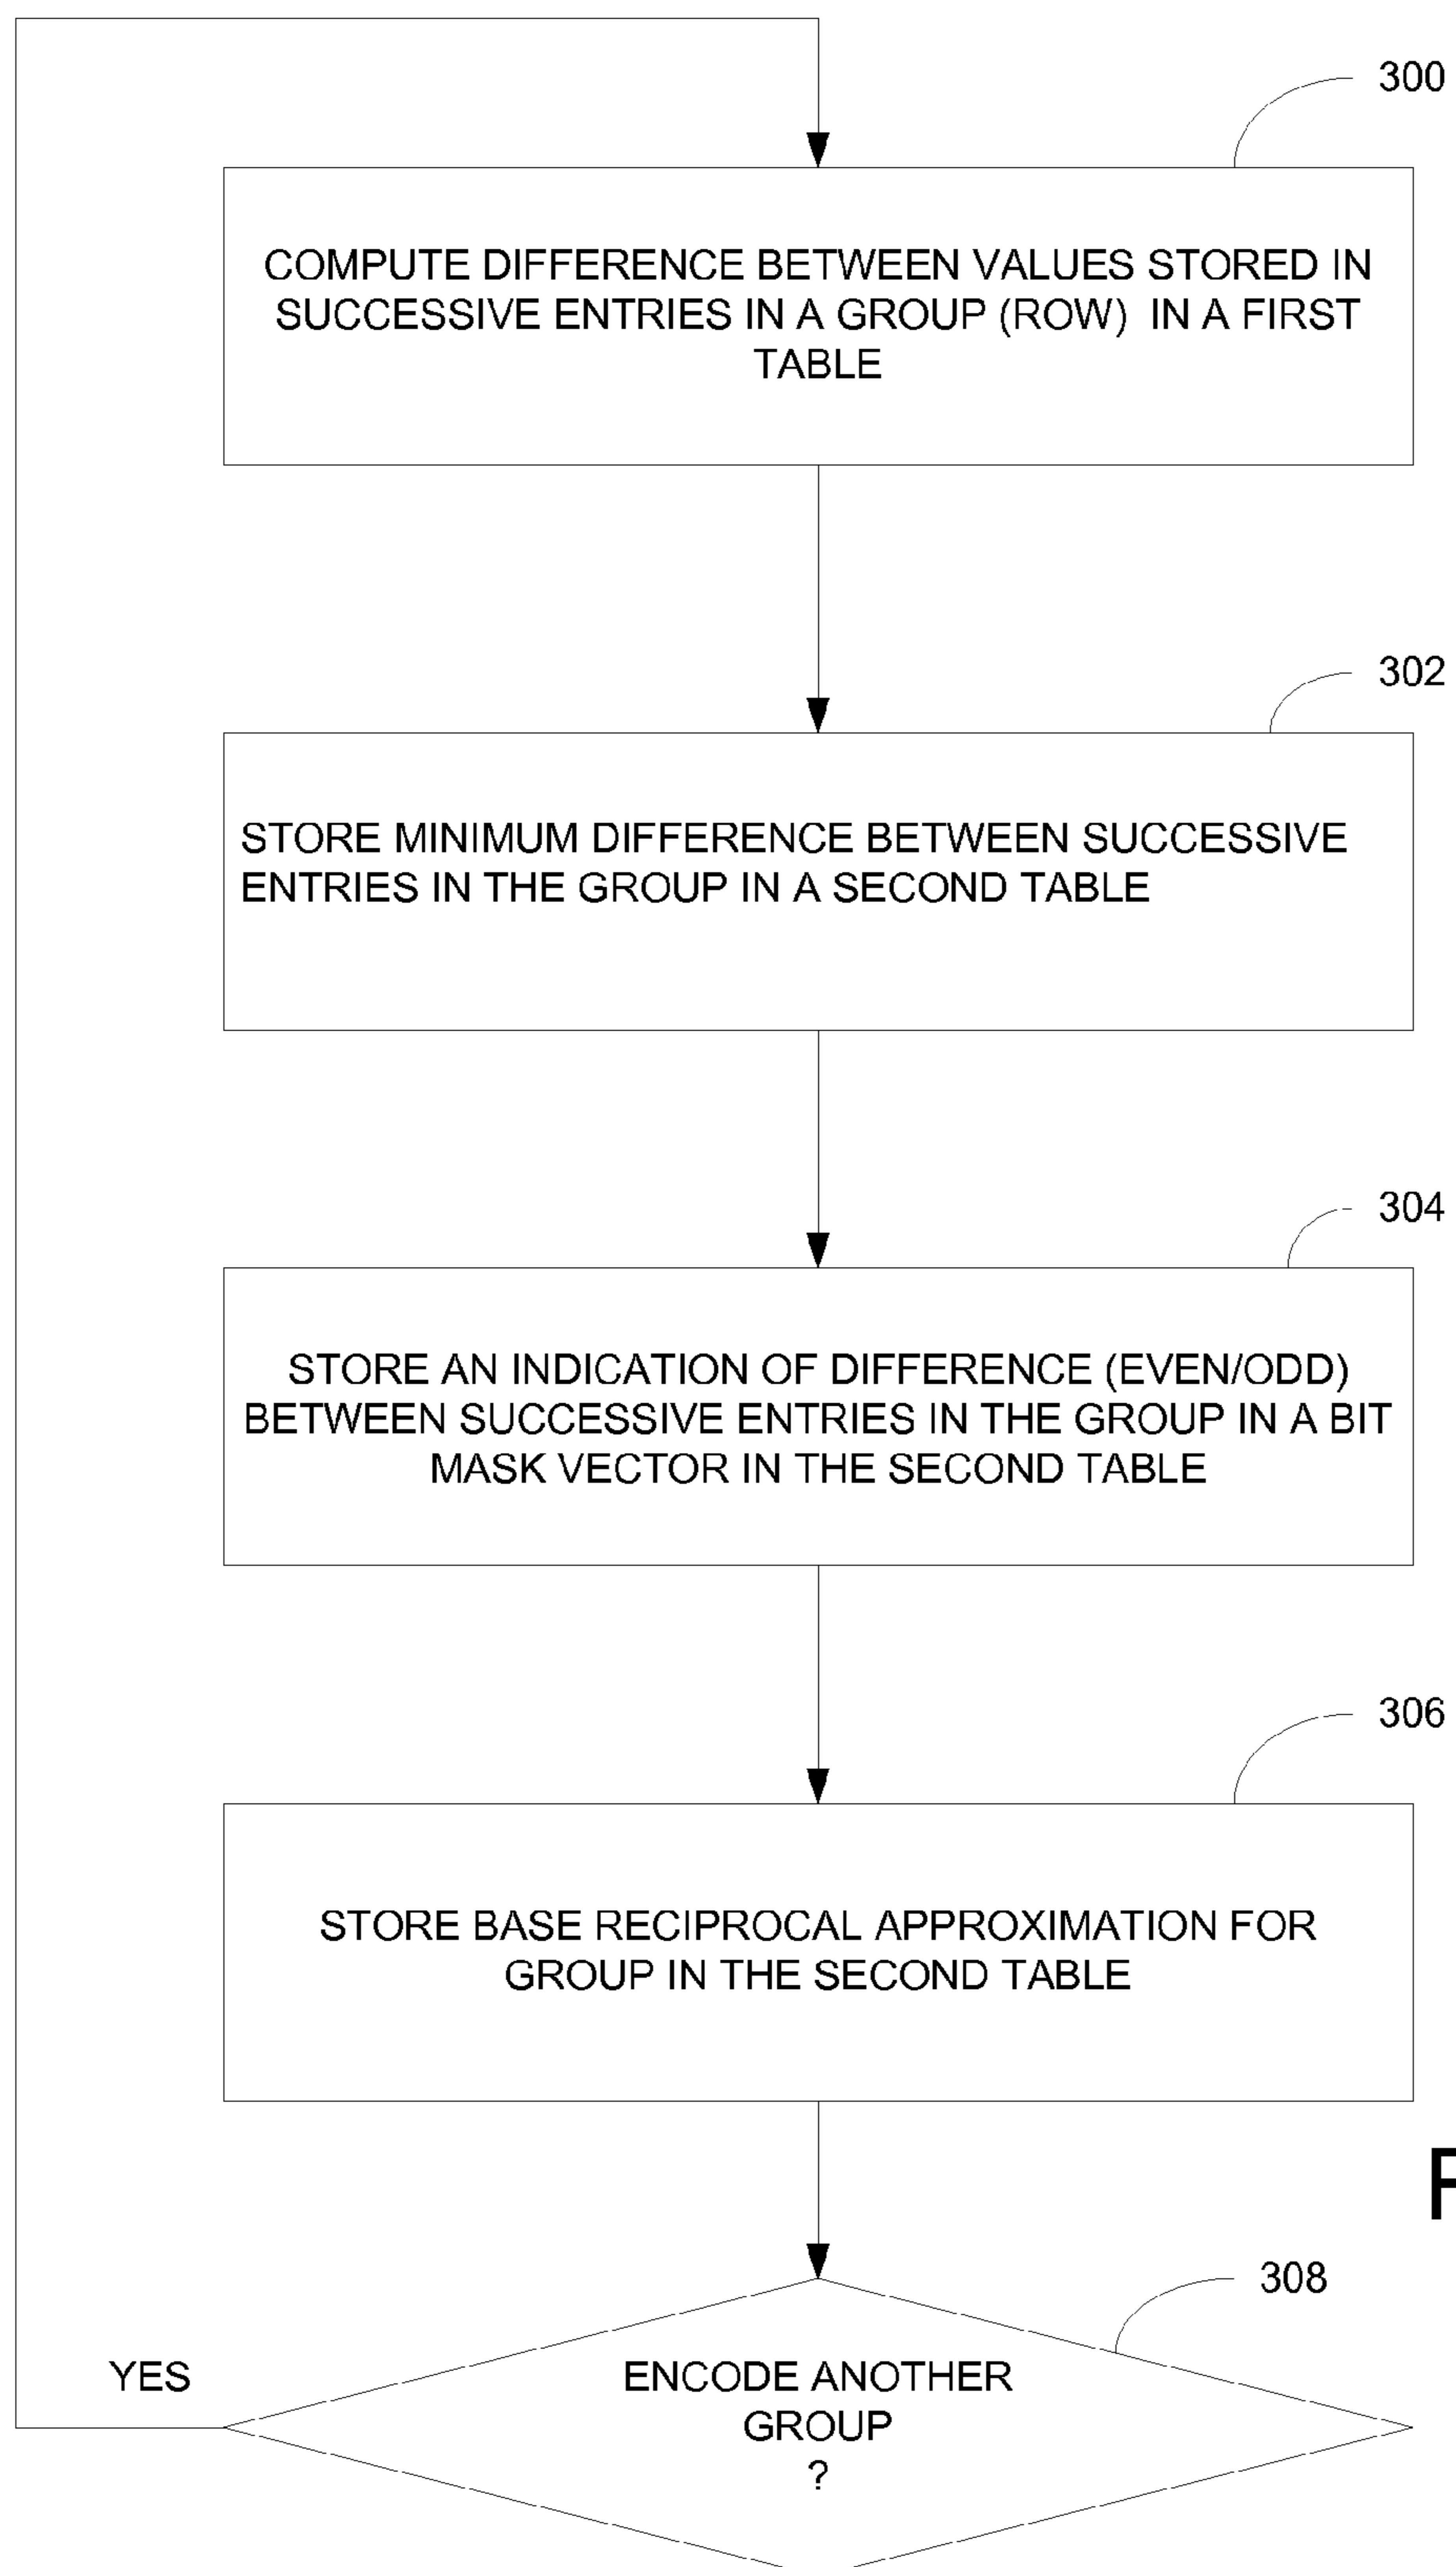 300
COMPUTE DIFFERENCE BETWEEN VALUES STORED IN
SUCCESSIVE ENTRIES IN A GROUP (ROW) IN A FIRST
TABLE
302
STORE MINIMUM DIFFERENCE BETWEEN SUCCESSIVE
ENTRIES IN THE GROUP IN A SECOND TABLE
304
STORE AN INDICATION OF DIFFERENCE (EVEN/ODD)
BETWEEN SUCCESSIVE ENTRIES IN THE GROUP IN A BIT
MASK VECTOR IN THE SECOND TABLE
306
STORE BASE RECIPROCAL APPROXIMATION FOR
GROUP IN THE SECOND TABLE
308
YES
ENCODE ANOTHER
GROUP
?